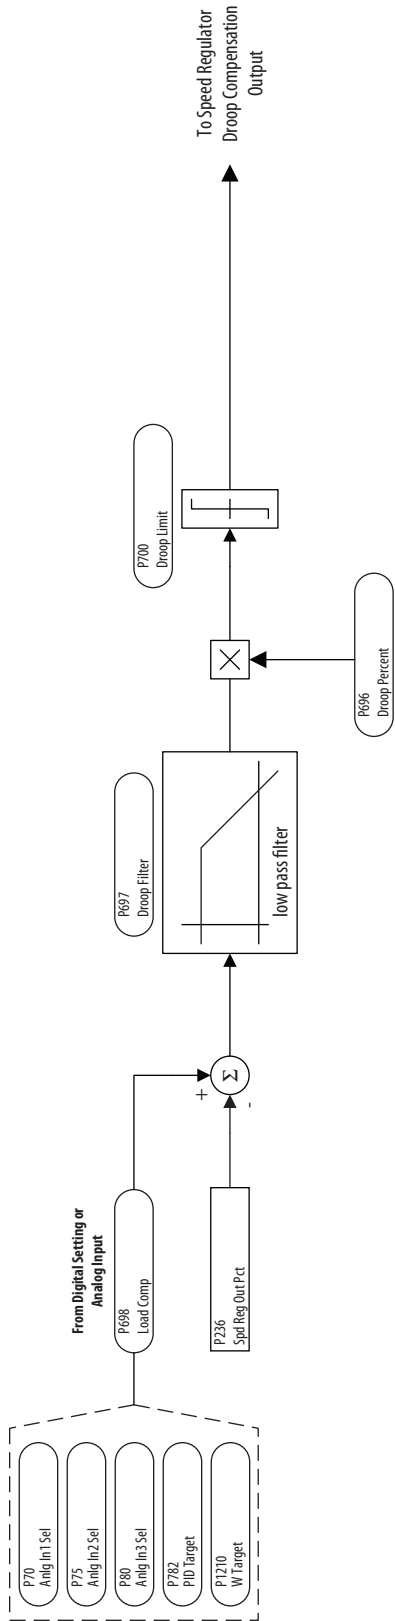 P70
Anlg In1 Sel
P75
Anlg In2 Sel
P80
Anlg In3 Sel
P782
PID Target
P1210
W Target
From Digital Setting or
Analog Input
P698
Load Comp
P236
Spd Reg Out Pct
+
-
Σ
P697
Droop Filter
low pass filter
P696
Droop Percent
P700
Droop Limit
To Speed Regulator
Droop Compensation
Output